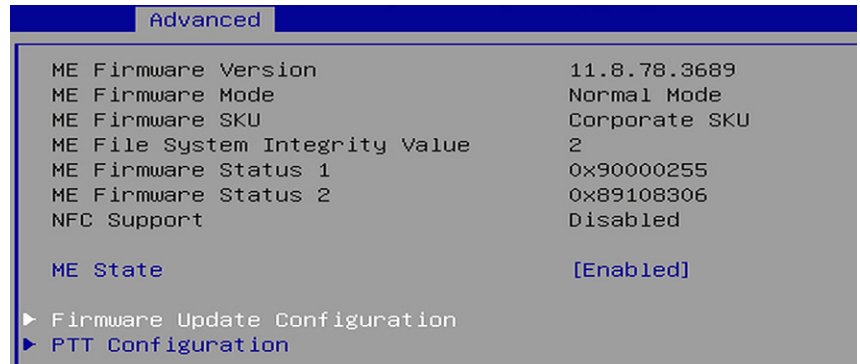 Advanced
ME Firmware Version 11.8.78.3689
ME Firmware Mode Normal Mode
ME Firmware SKU Corporate SKU
ME File System Integrity Value 2
ME Firmware Status 1 0x90000255
ME Firmware Status 2 0x89108306
NFC Support Disabled
ME State [Enabled]
Firmware Update Configuration
PTT Configuration